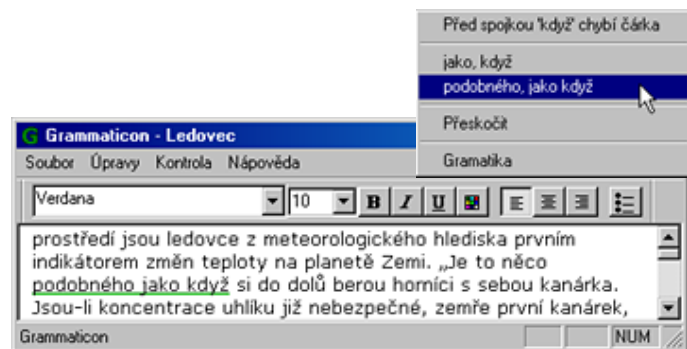 Před spojkou 'když' chybí čárka
jako, když
podobného, jako když
Přeskočit
Gramatika
Grammaticon - Ledovec
Soubor Úpravy Kontrola Nápověda
Verdana 10 B I U
prostředí jsou ledovce z meteorologického hlediska prvním
indikátorem změn teploty na planetě Zemi. „Je to něco
podobného jako když si do dolů berou horníci s sebou kanárka.
Jsou-li koncentrace uhlíku již nebezpečné, zemře první kanárek,
Grammaticon NUM